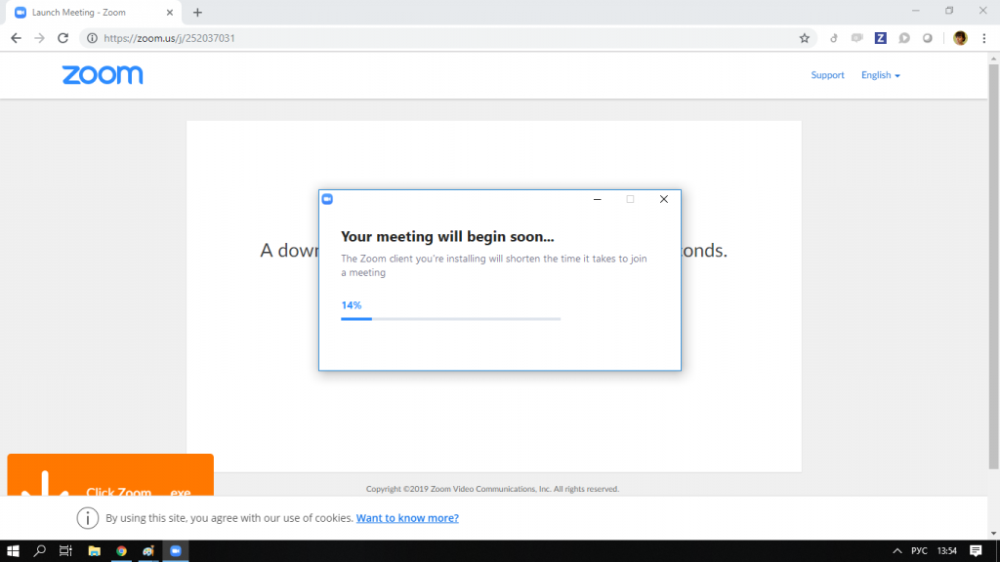 Launch Meeting - Zoom
https://zoom.us/j/252037031
Z
zoom
Support
English
A down
conds.
Your meeting will begin soon...
The Zoom client you're installing will shorten the time it takes to join
a meeting
14%
Click Zoom_...exe
Copyright ©2019 Zoom Video Communications, Inc. All rights reserved.
By using this site, you agree with our use of cookies. Want to know more?
РУС
13:54